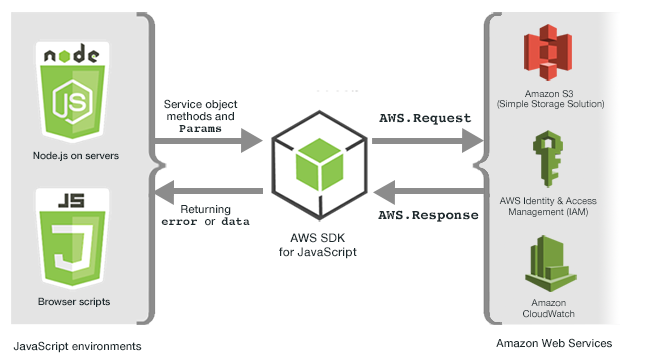 node
JS
Node.js on servers
JS
Browser scripts
JavaScript environments
Service object
methods and
Params
Returning
error or data
AWS SDK
for JavaScript
AWS.Request
AWS.Response
Amazon S3
(Simple Storage Solution)
AWS Identity & Access
Management (IAM)
Amazon
CloudWatch
Amazon Web Services